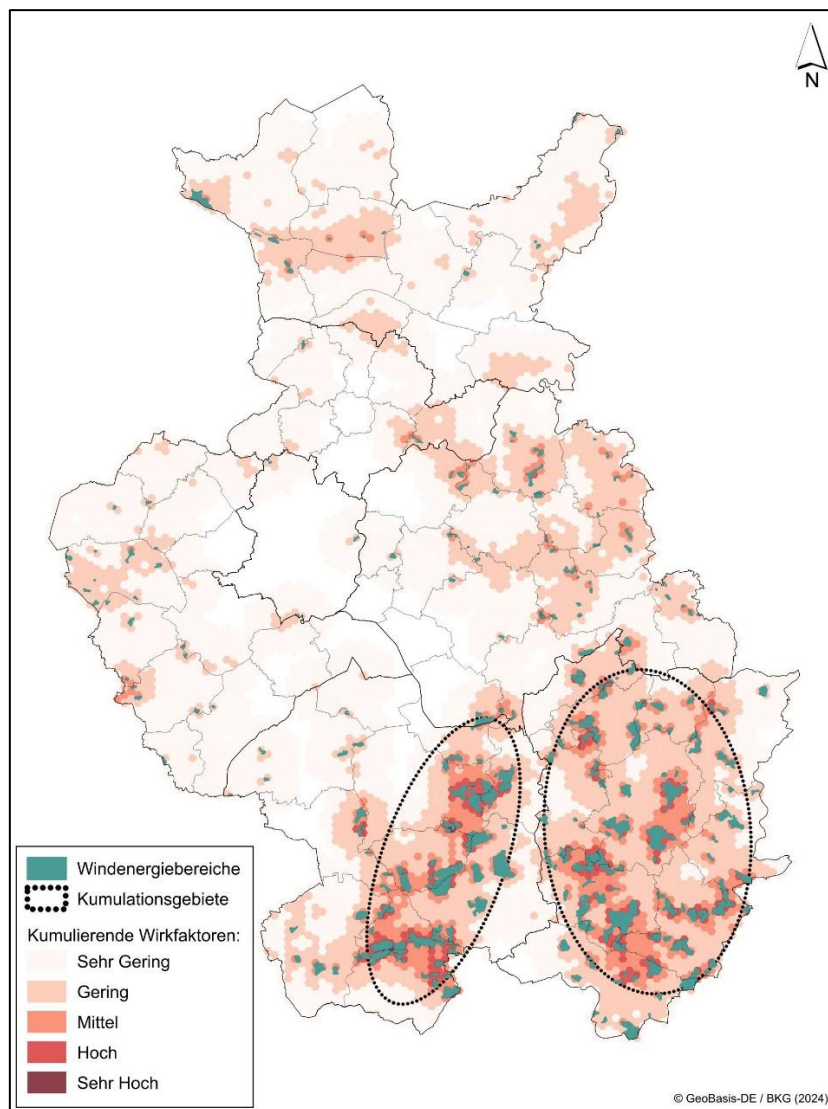 N
Windenergiebereiche
Kumulationsgebiete
Kumulierende Wirkfaktoren:
Sehr Gering
Gering
Mittel
Hoch
Sehr Hoch
© GeoBasis-DE / BKG (2024)